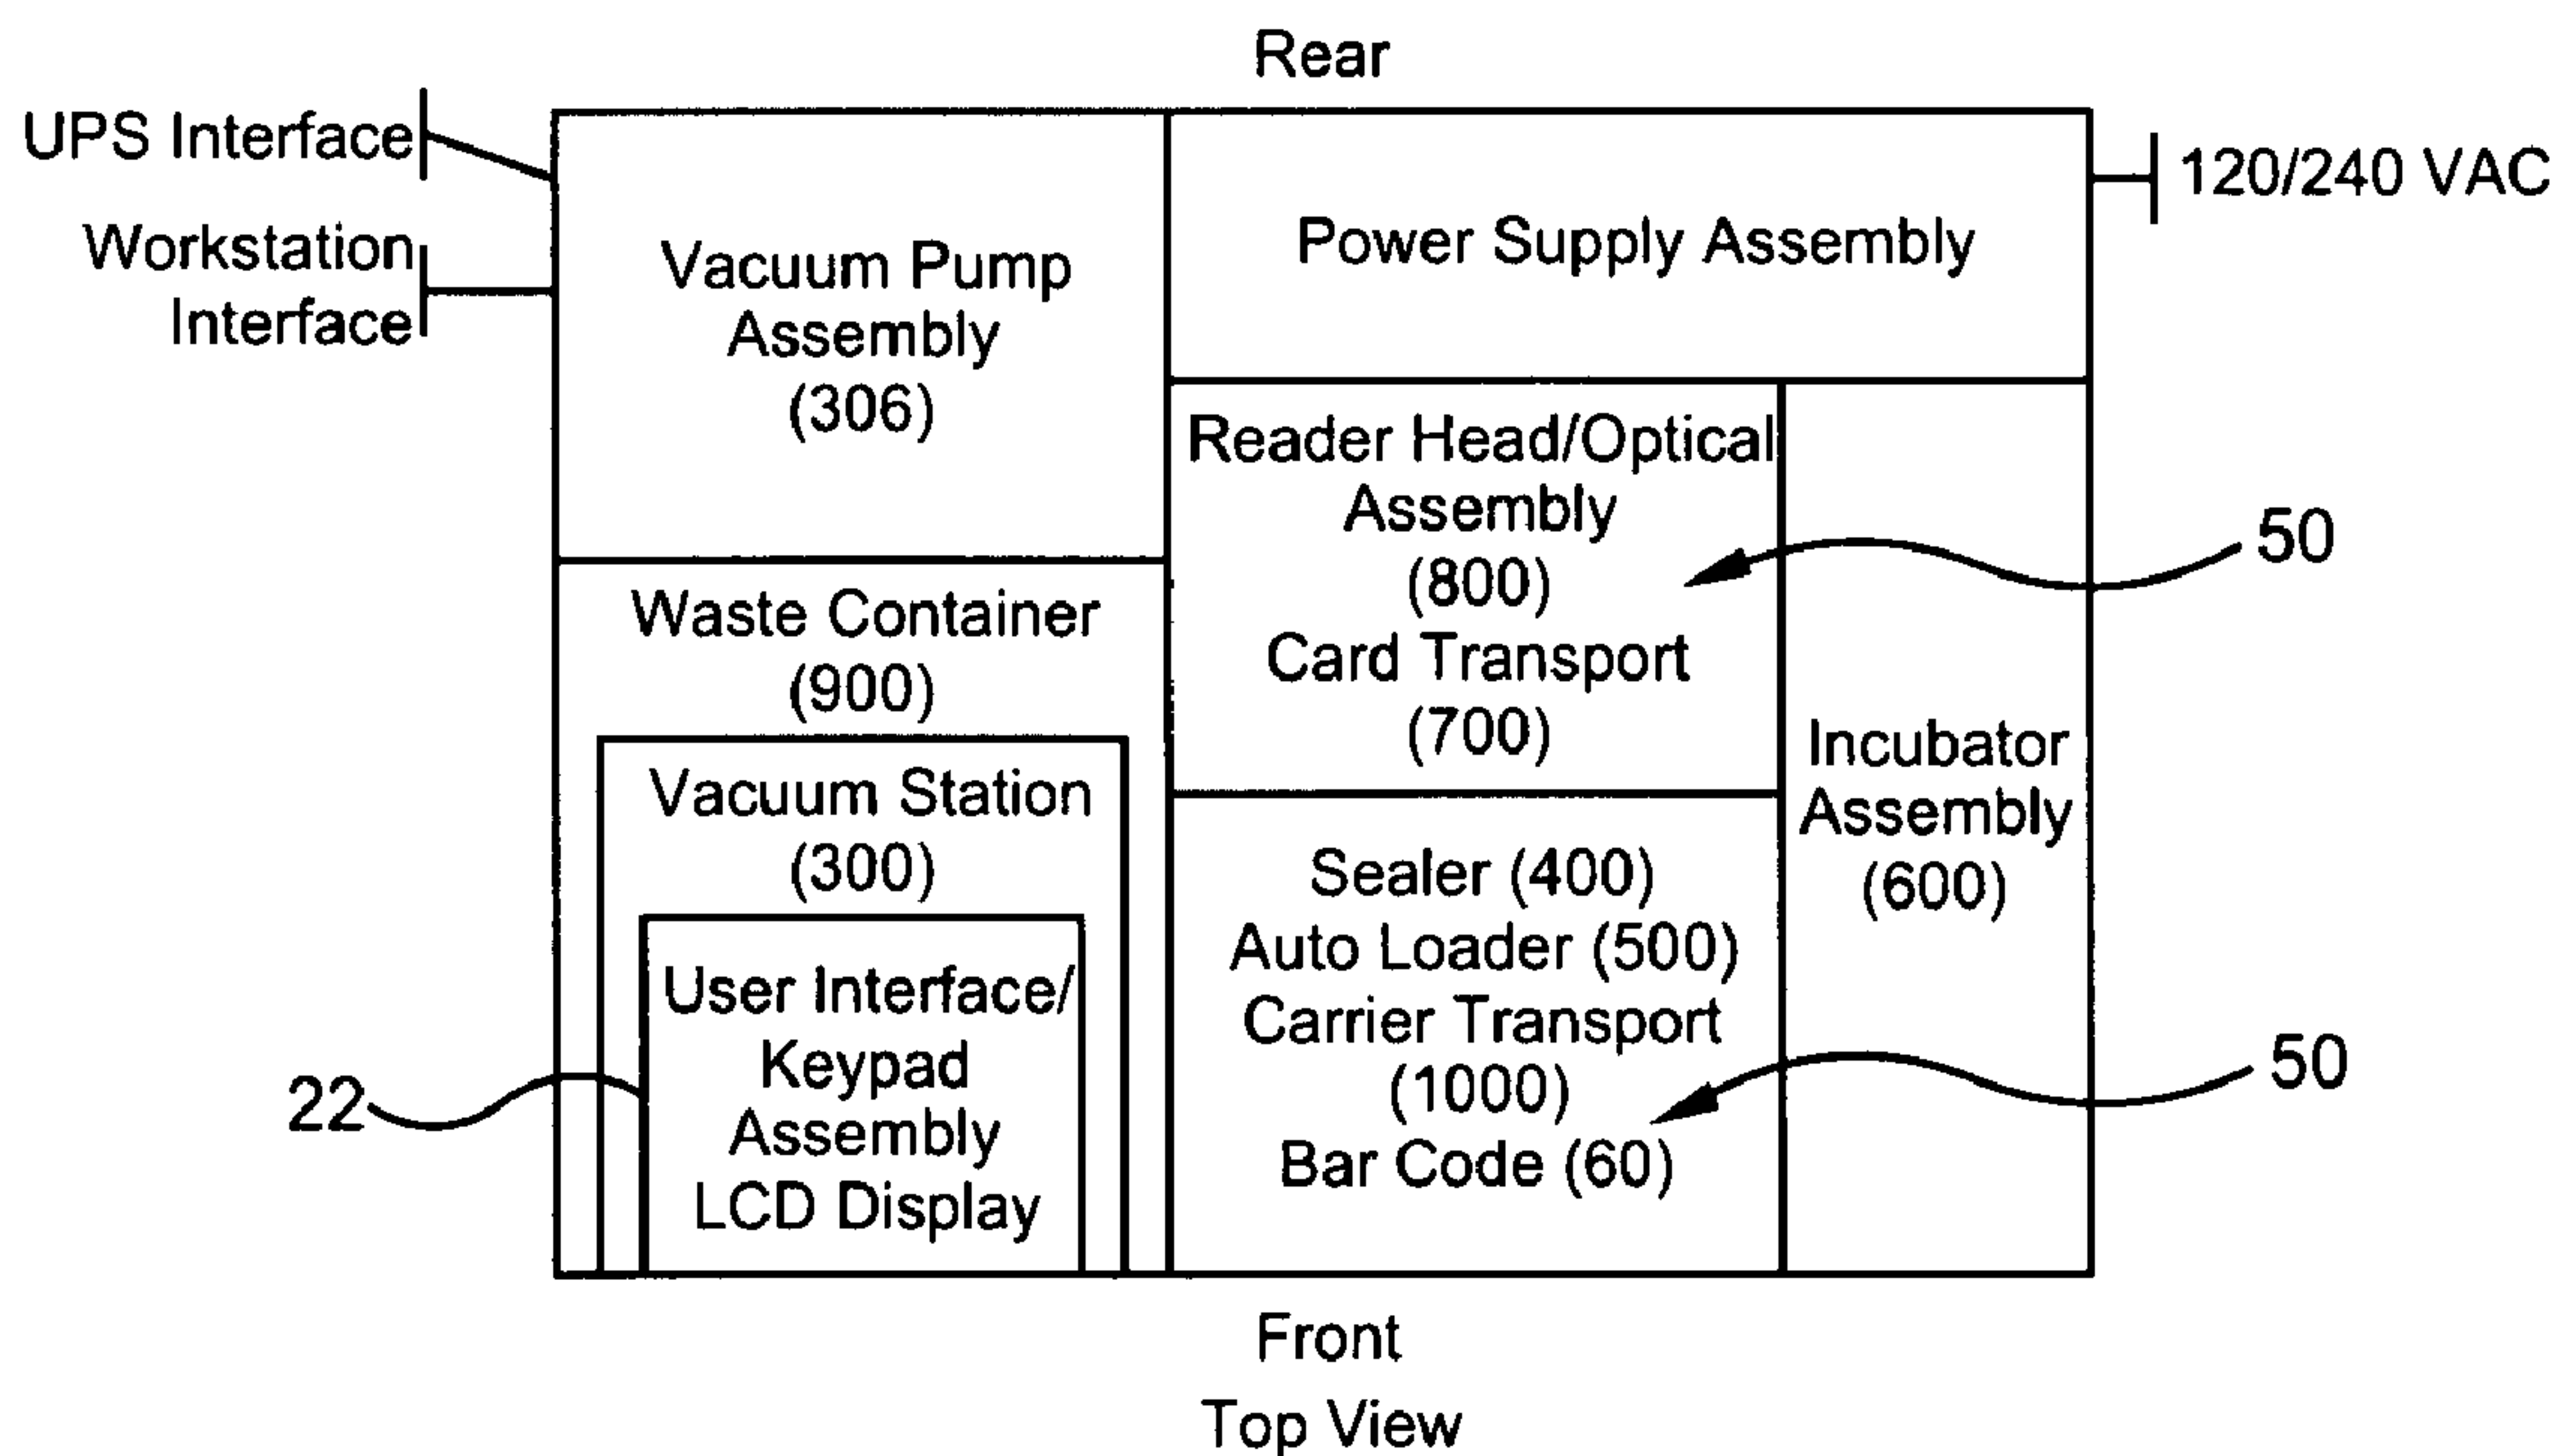 Rear
UPS Interface
Workstation
Interface
120/240 VAC
Vacuum Pump
Assembly
(306)
Power Supply Assembly
Reader Head/Optical
Assembly
(800)
Card Transport
(700)
50
Waste Container
(900)
Vacuum Station
(300)
User Interface/
Keypad
Assembly
LCD Display
22
Sealer (400)
Auto Loader (500)
Carrier Transport
(1000)
Bar Code (60)
Incubator
Assembly
(600)
50
Front
Top View